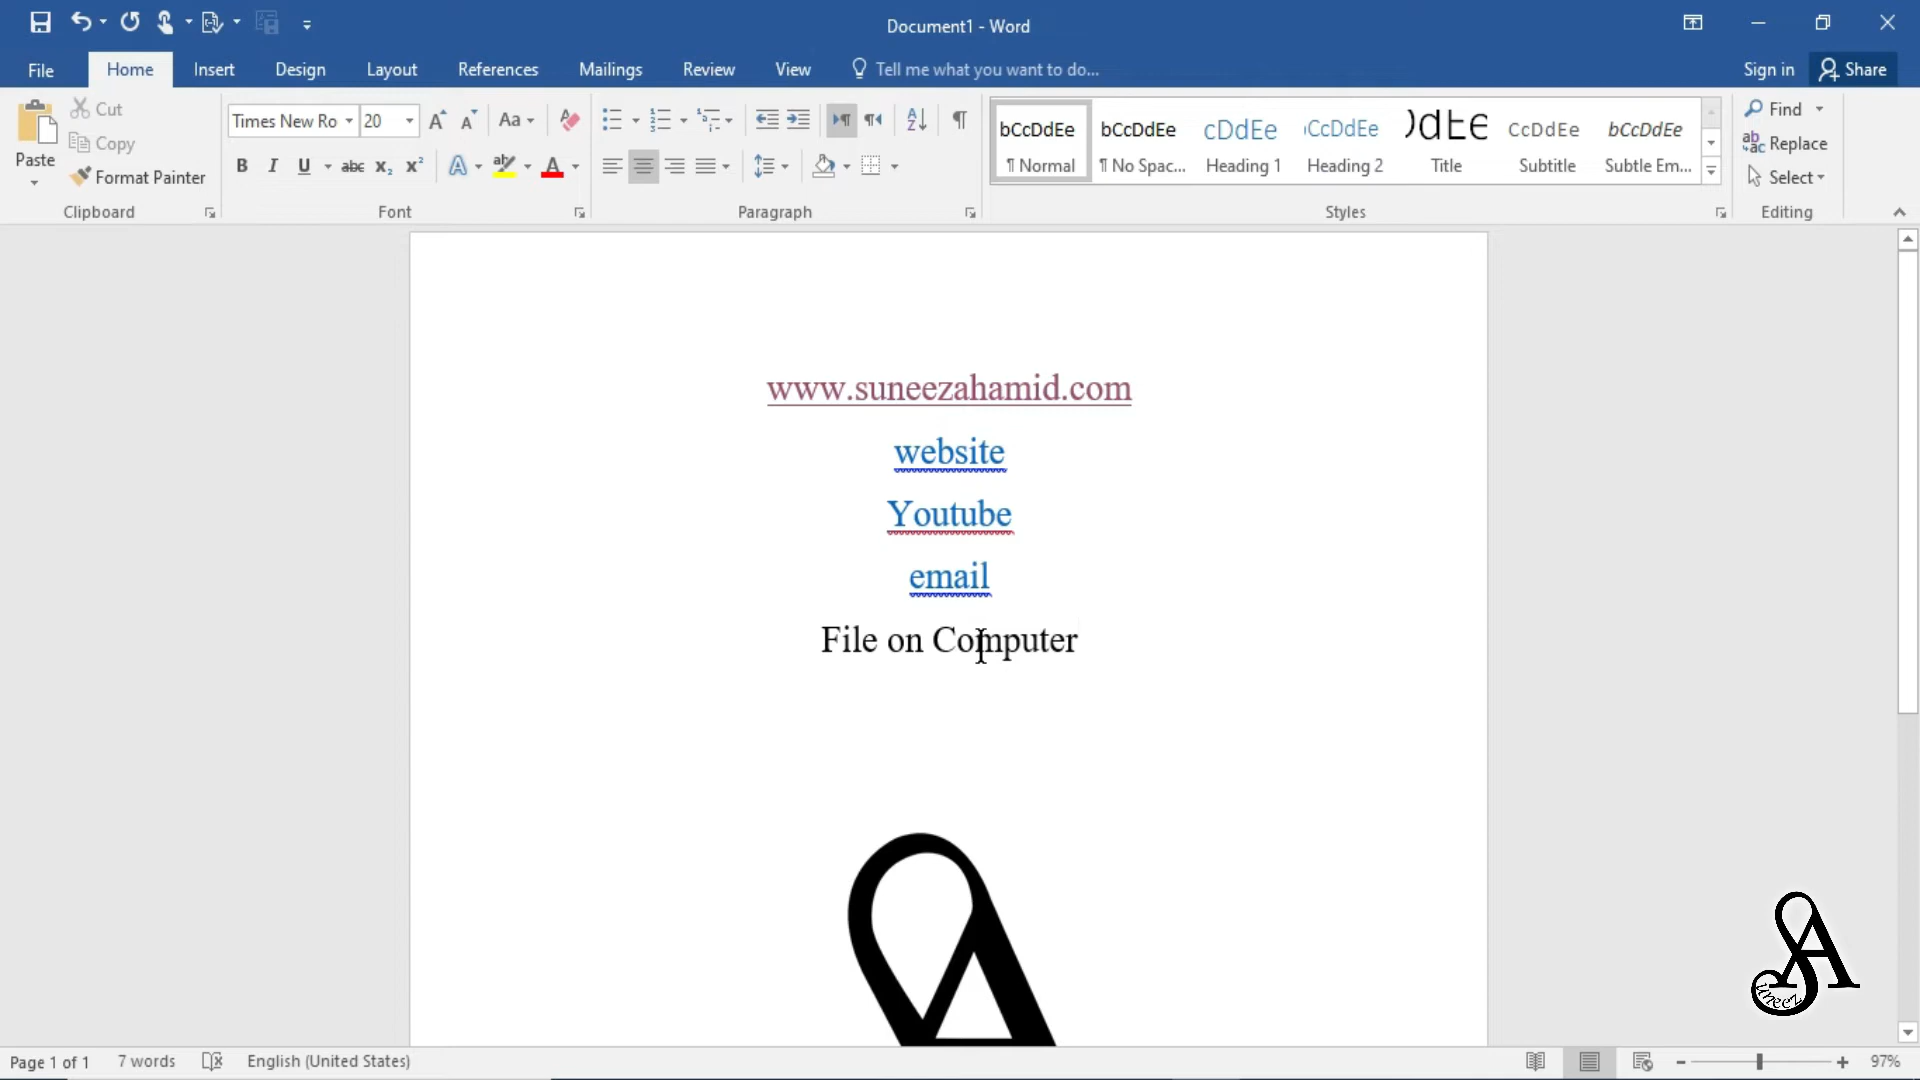 Document1 - Word
File Home Insert Design Layout References Mailings Review View Tell me what you want to do... Sign in Share
Paste
Cut
Copy
Format Painter
Clipboard
Times New Ro 20 Aa
B I U abc x₂ x² A ab A
Font
A Z ¶
Paragraph
bCcDdEe bCcDdEe cDdEe CcDdEe dEe CcDdEe bCcDdEe
¶ Normal ¶ No Spac... Heading 1 Heading 2 Title Subtitle Subtle Em...
Styles
Find
Replace
Select
Editing
www.suneezahamid.com
website
Youtube
email
File on Computer
A
SA
uneez
Page 1 of 1 7 words English (United States) 97%